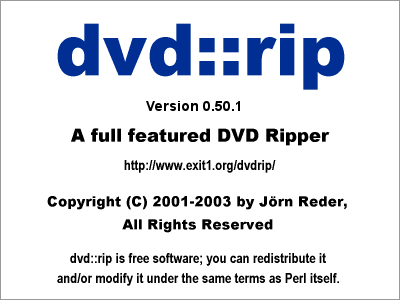 dvd::rip
Version 0.50.1
A full featured DVD Ripper
http://www.exit1.org/dvdrip/
Copyright (C) 2001-2003 by Jörn Reder,
All Rights Reserved
dvd::rip is free software; you can redistribute it
and/or modify it under the same terms as Perl itself.